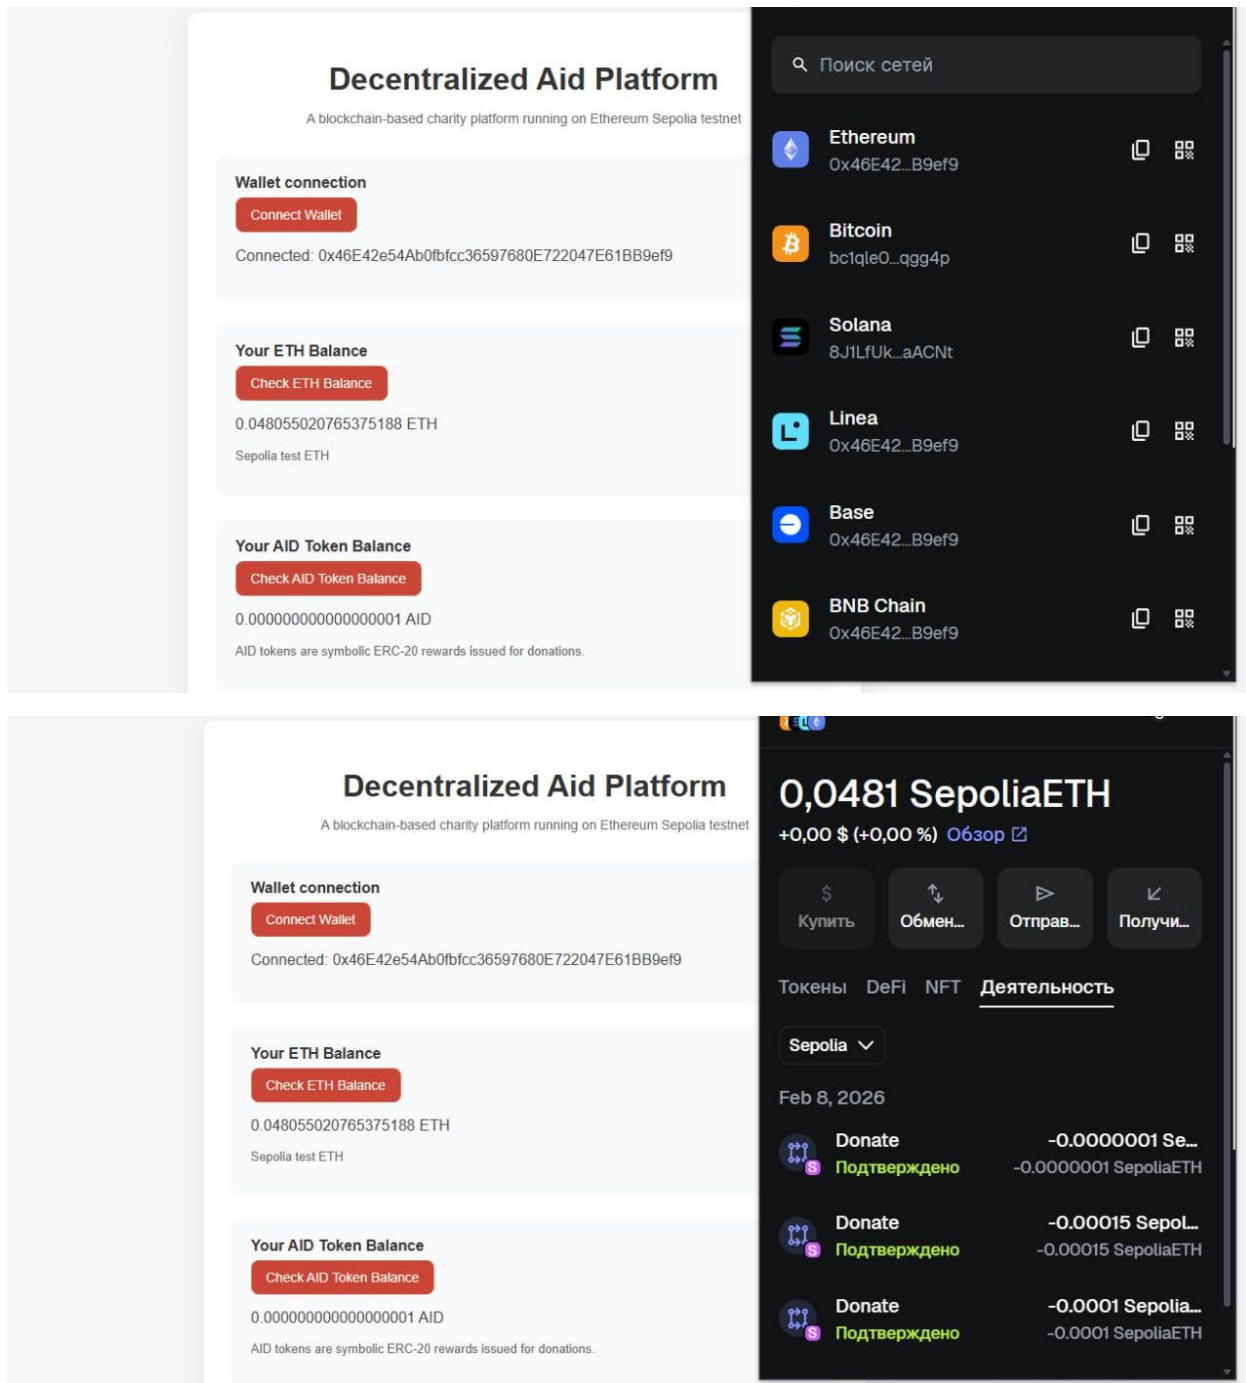 Decentralized Aid Platform
A blockchain-based charity platform running on Ethereum Sepolia testnet
Wallet connection
Connect Wallet
Connected: 0x46E42e54Ab0fbfcc36597680E722047E61BB9ef9
Your ETH Balance
Check ETH Balance
0.048055020765375188 ETH
Sepolia test ETH
Your AID Token Balance
Check AID Token Balance
0.000000000000000001 AID
AID tokens are symbolic ERC-20 rewards issued for donations.
Поиск сетей
Ethereum
0x46E42...B9ef9
Bitcoin
bc1qle0...qgg4p
Solana
8J1LfUk...aACNt
Linea
0x46E42...B9ef9
Base
0x46E42...B9ef9
BNB Chain
0x46E42...B9ef9
Decentralized Aid Platform
A blockchain-based charity platform running on Ethereum Sepolia testnet
Wallet connection
Connect Wallet
Connected: 0x46E42e54Ab0fbfcc36597680E722047E61BB9ef9
Your ETH Balance
Check ETH Balance
0.048055020765375188 ETH
Sepolia test ETH
Your AID Token Balance
Check AID Token Balance
0.000000000000000001 AID
AID tokens are symbolic ERC-20 rewards issued for donations.
0,0481 SepoliaETH
+0,00 $ (+0,00 %) Обзор
Купить Обмен... Отправ... Получи...
Токены DeFi NFT Деятельность
Sepolia
Feb 8, 2026
Donate -0.0000001 Se...
Подтверждено -0.0000001 SepoliaETH
Donate -0.00015 Sepol...
Подтверждено -0.00015 SepoliaETH
Donate -0.0001 Sepolia...
Подтверждено -0.0001 SepoliaETH